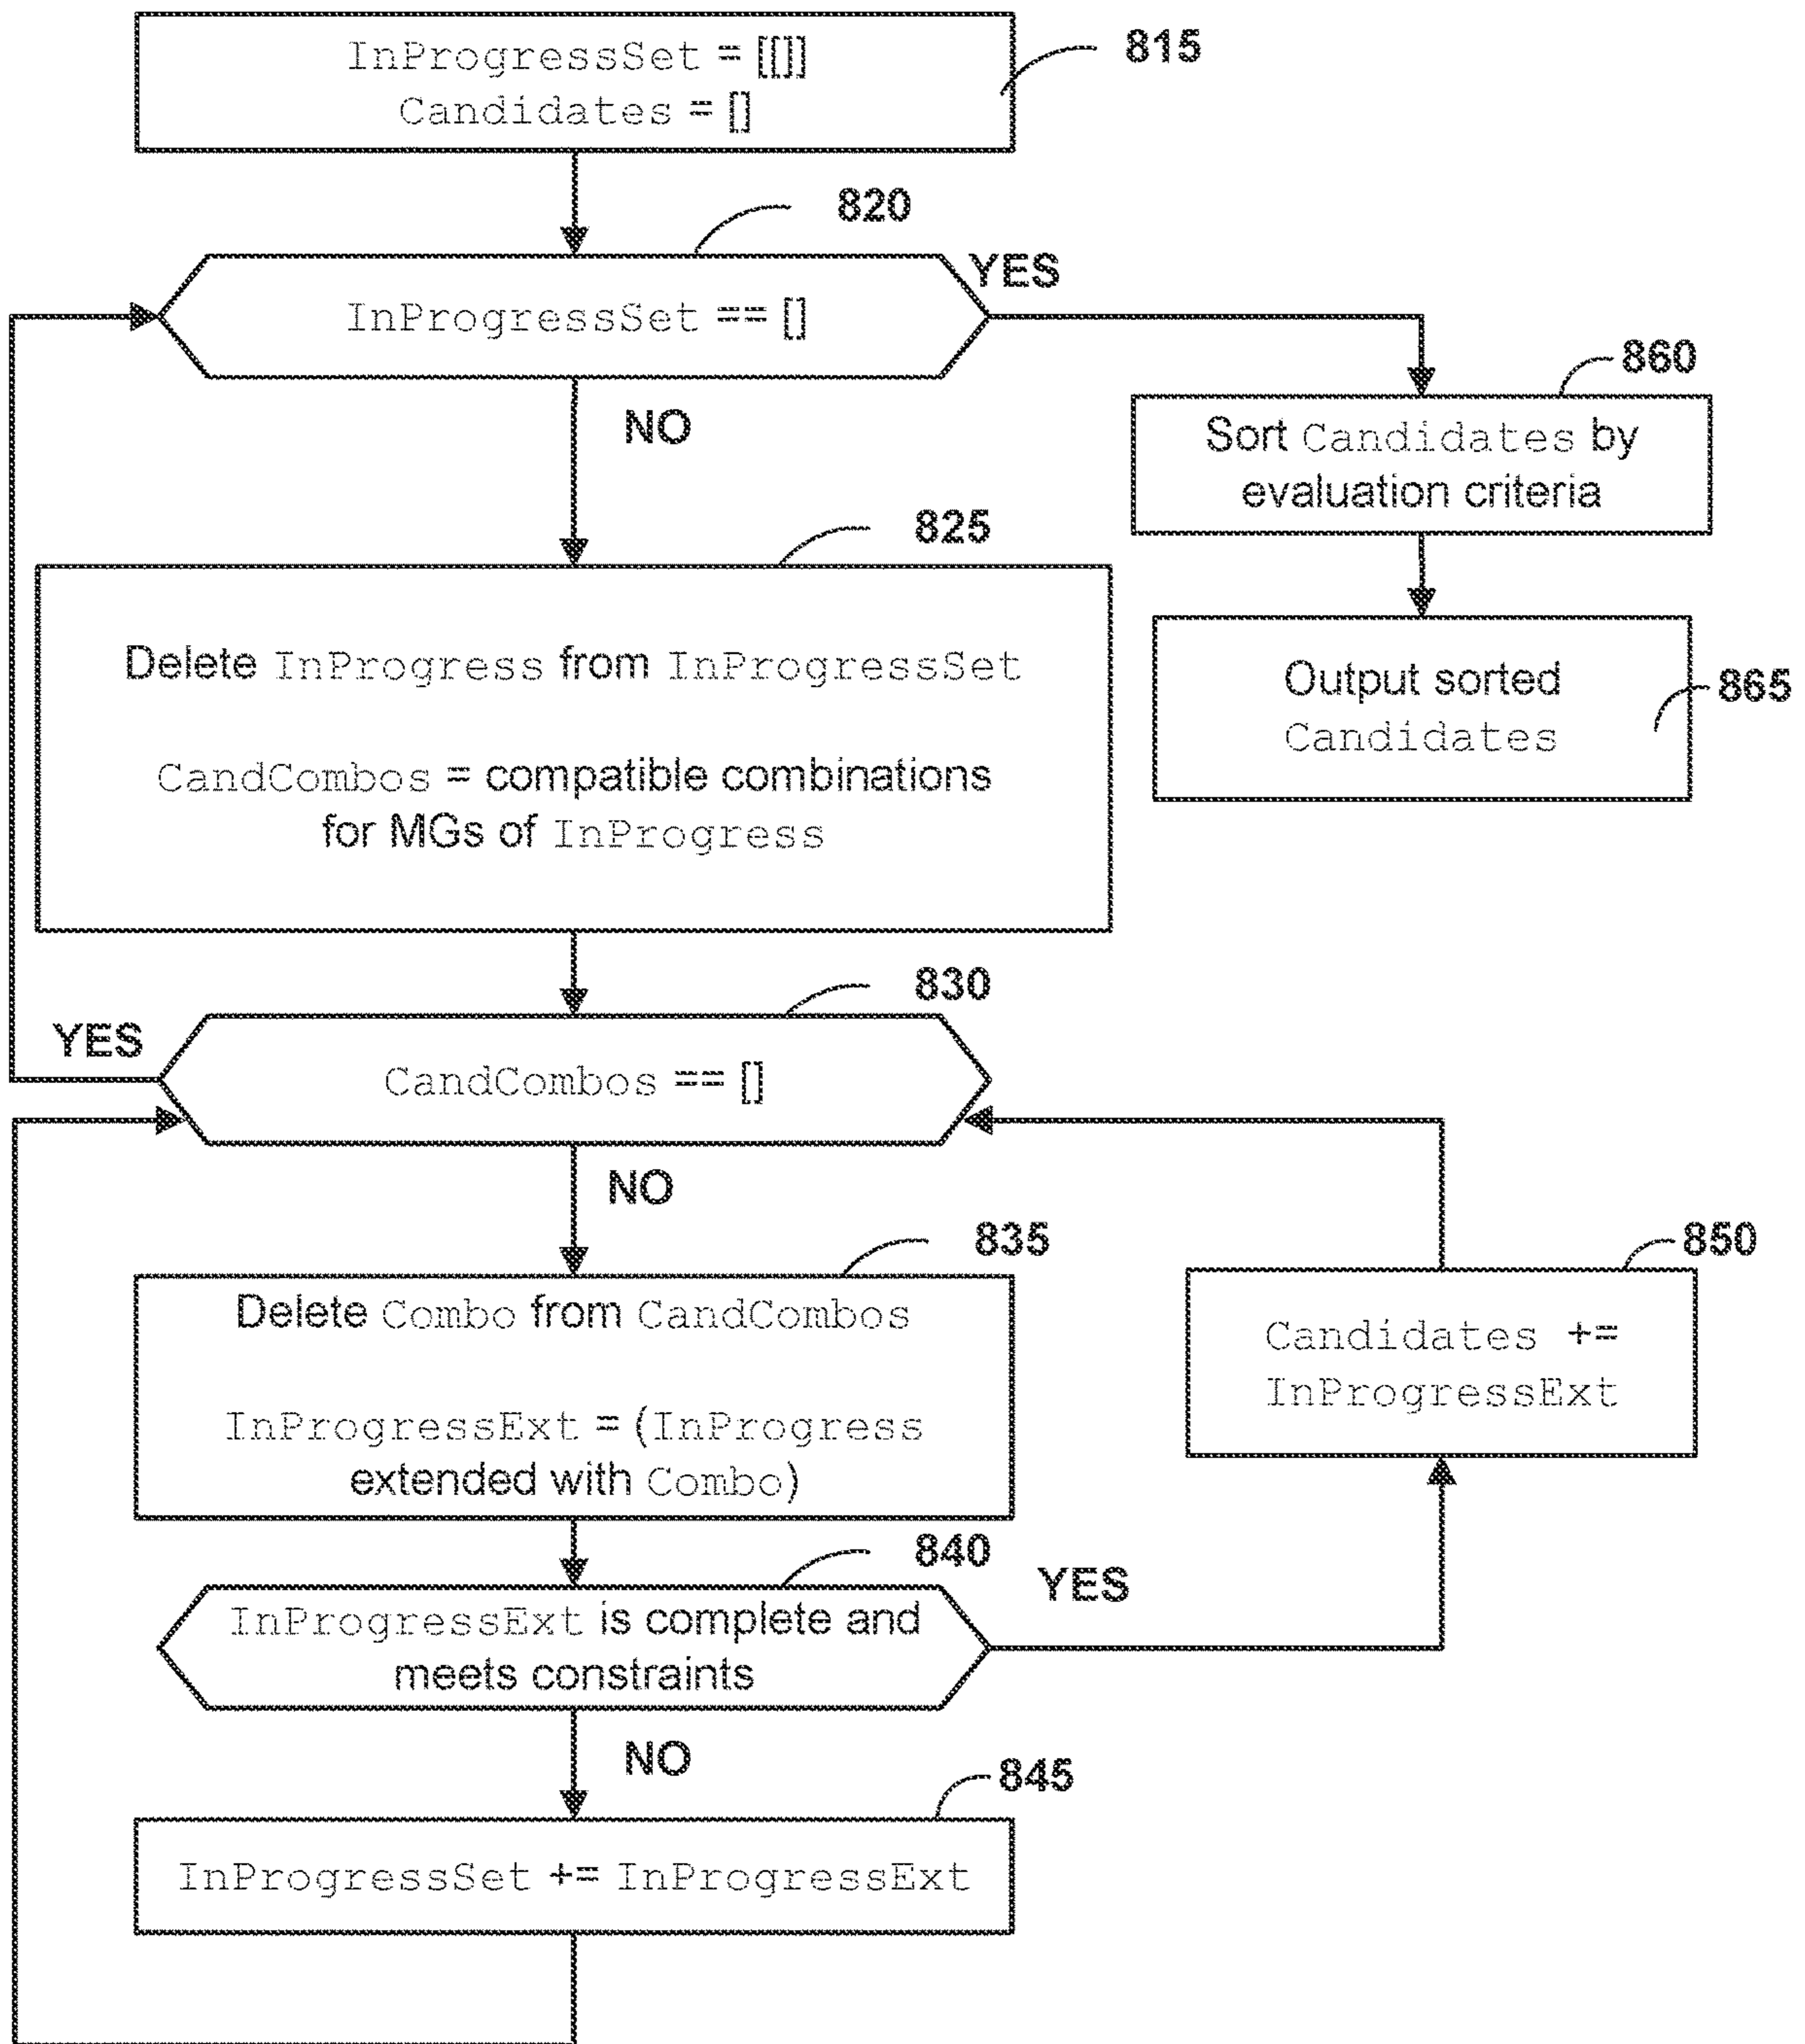 InProgressSet = [[]]
Candidates = []
815
820
InProgressSet == []
YES
NO
860
Sort Candidates by
evaluation criteria
825
Delete InProgress from InProgressSet
CandCombos = compatible combinations
for MGs of InProgress
Output sorted
Candidates
865
830
YES
CandCombos == []
NO
835
Delete Combo from CandCombos
InProgressExt = (InProgress
extended with Combo)
850
Candidates +=
InProgressExt
840
YES
InProgressExt is complete and
meets constraints
NO
845
InProgressSet += InProgressExt